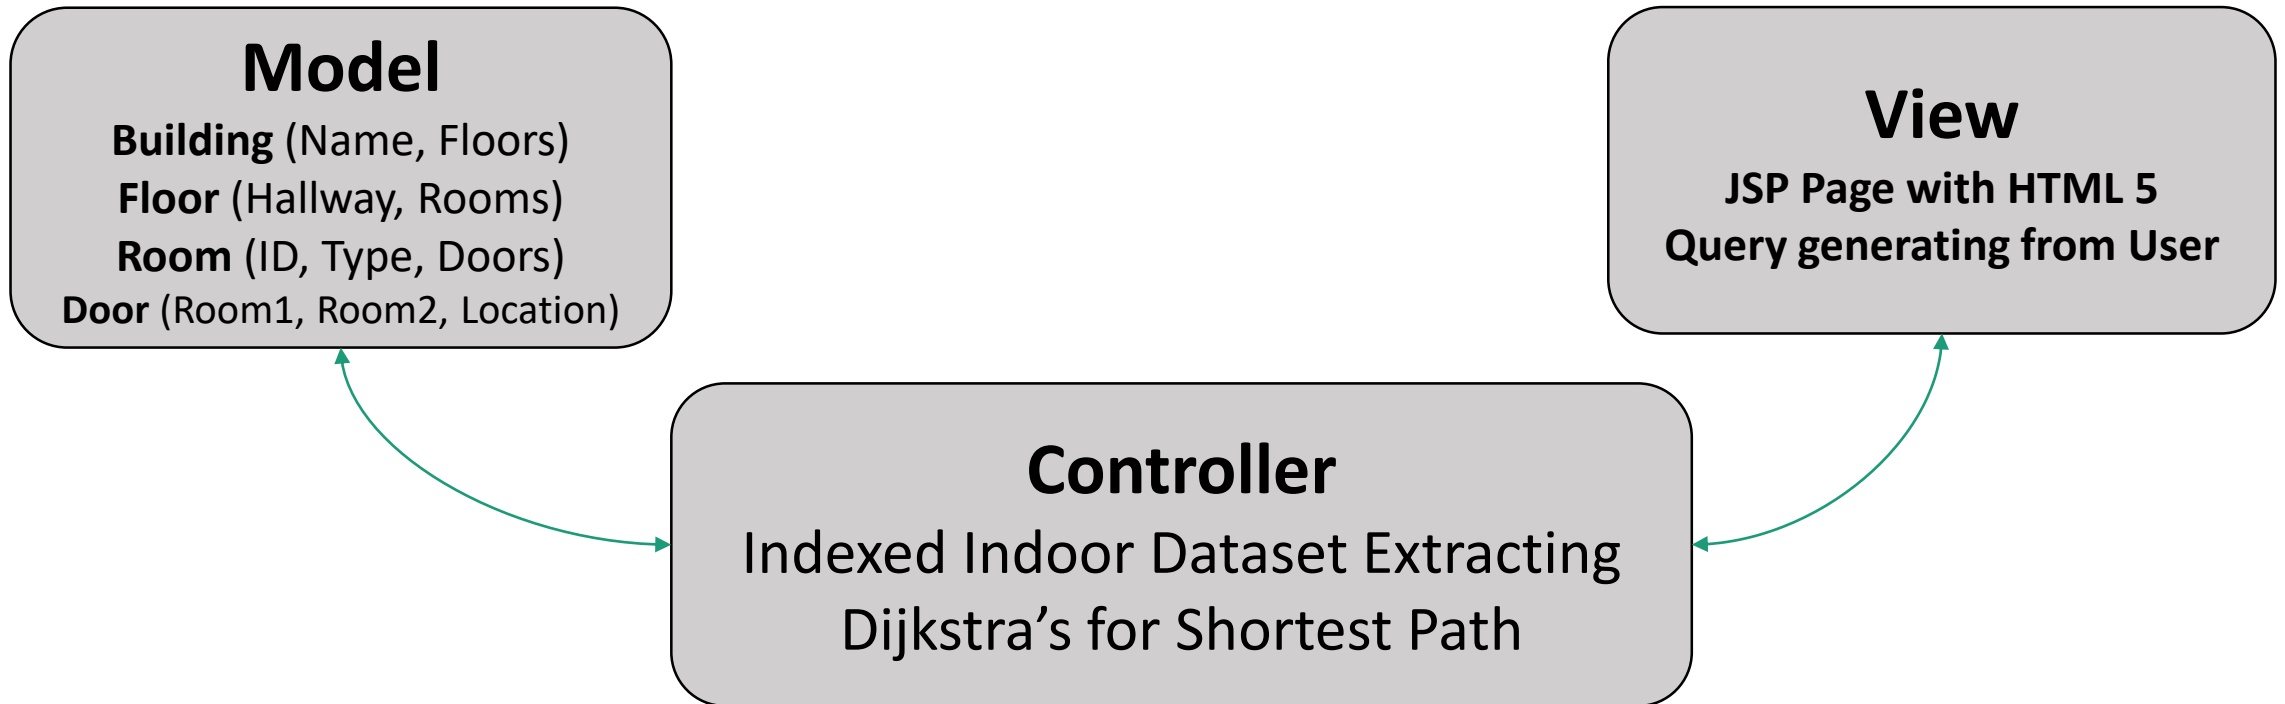 Model
Building (Name, Floors)
Floor (Hallway, Rooms)
Room (ID, Type, Doors)
Door (Room1, Room2, Location)
View
JSP Page with HTML 5
Query generating from User
Controller
Indexed Indoor Dataset Extracting
Dijkstra’s for Shortest Path